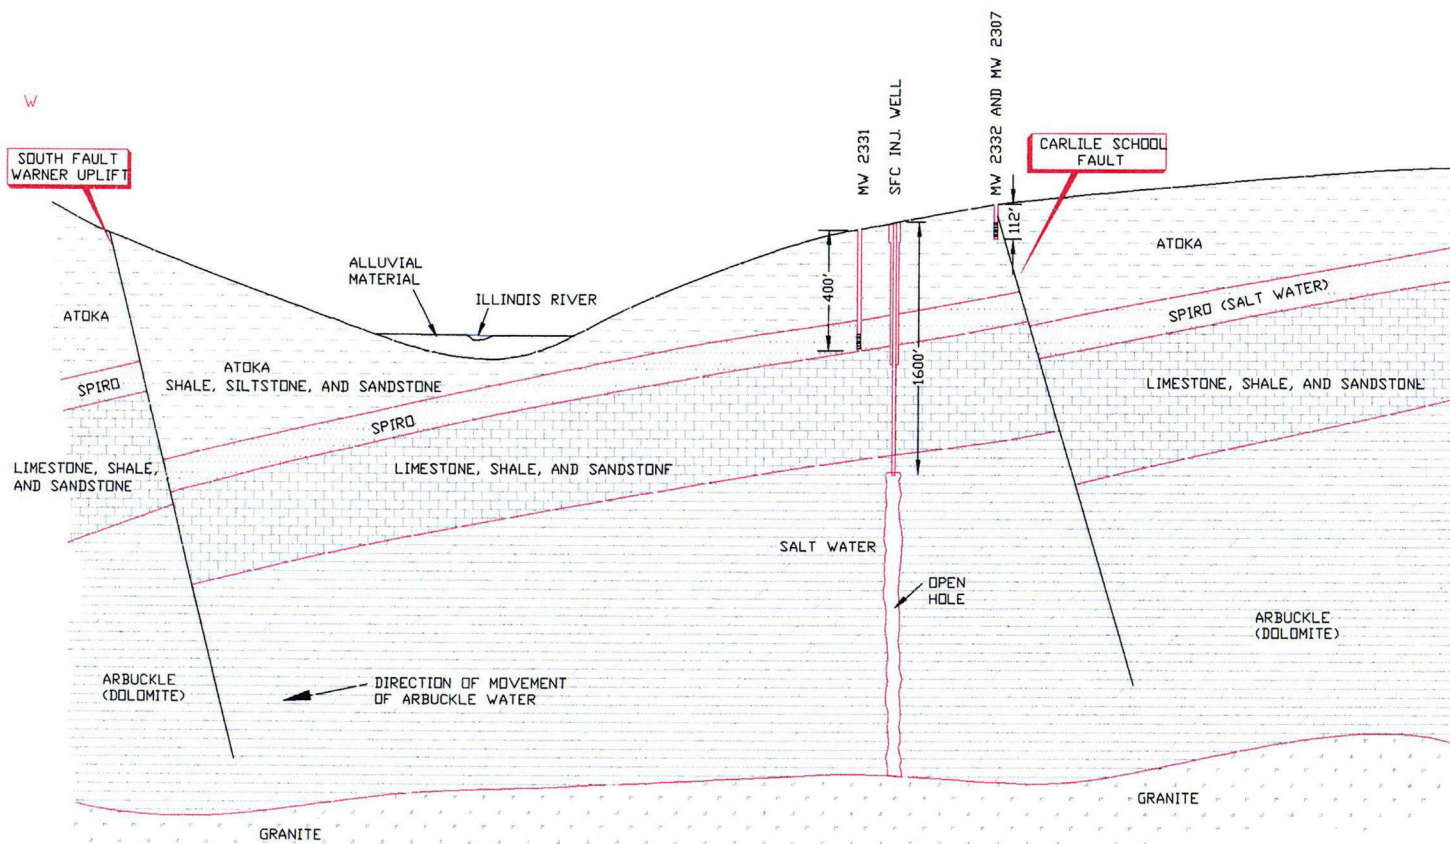 W
SOUTH FAULT
WARNER UPLIFT
MW 2331
SFC INJ. WELL
MW 2332 AND MW 2307
CARLILE SCHOOL
FAULT
112'
ATOKA
ALLUVIAL
MATERIAL
ILLINOIS RIVER
400'
SPIRO (SALT WATER)
ATOKA
ATOKA
SHALE, SILTSTONE, AND SANDSTONE
1600'
SPIRO
SPIRO
LIMESTONE, SHALE, AND SANDSTONE
LIMESTONE, SHALE,
AND SANDSTONE
LIMESTONE, SHALE, AND SANDSTONE
SALT WATER
OPEN
HOLE
ARBUCKLE
(DOLOMITE)
ARBUCKLE
(DOLOMITE)
DIRECTION OF MOVEMENT
OF ARBUCKLE WATER
GRANITE
GRANITE